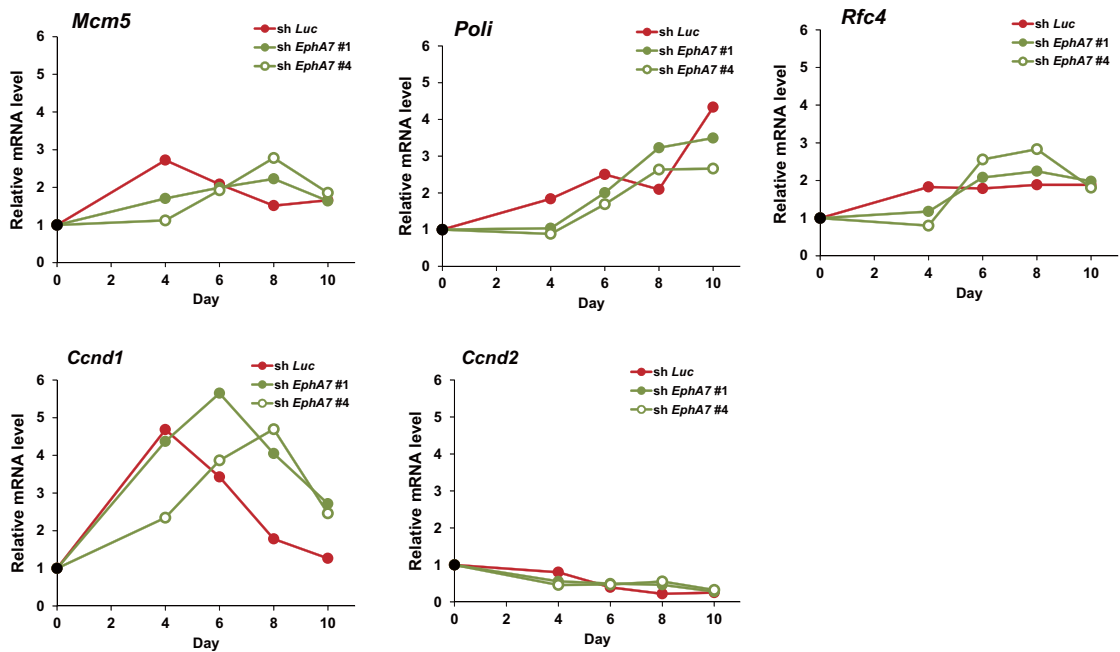 Mcm5
sh Luc
sh EphA7 #1
sh EphA7 #4
Relative mRNA level
6
5
4
3
2
1
0
0 2 4 6 8 10
Day
Poli
sh Luc
sh EphA7 #1
sh EphA7 #4
Relative mRNA level
6
5
4
3
2
1
0
0 2 4 6 8 10
Day
Rfc4
sh Luc
sh EphA7 #1
sh EphA7 #4
Relative mRNA level
6
5
4
3
2
1
0
0 2 4 6 8 10
Day
Ccnd1
sh Luc
sh EphA7 #1
sh EphA7 #4
Relative mRNA level
6
5
4
3
2
1
0
0 2 4 6 8 10
Day
Ccnd2
sh Luc
sh EphA7 #1
sh EphA7 #4
Relative mRNA level
6
5
4
3
2
1
0
0 2 4 6 8 10
Day